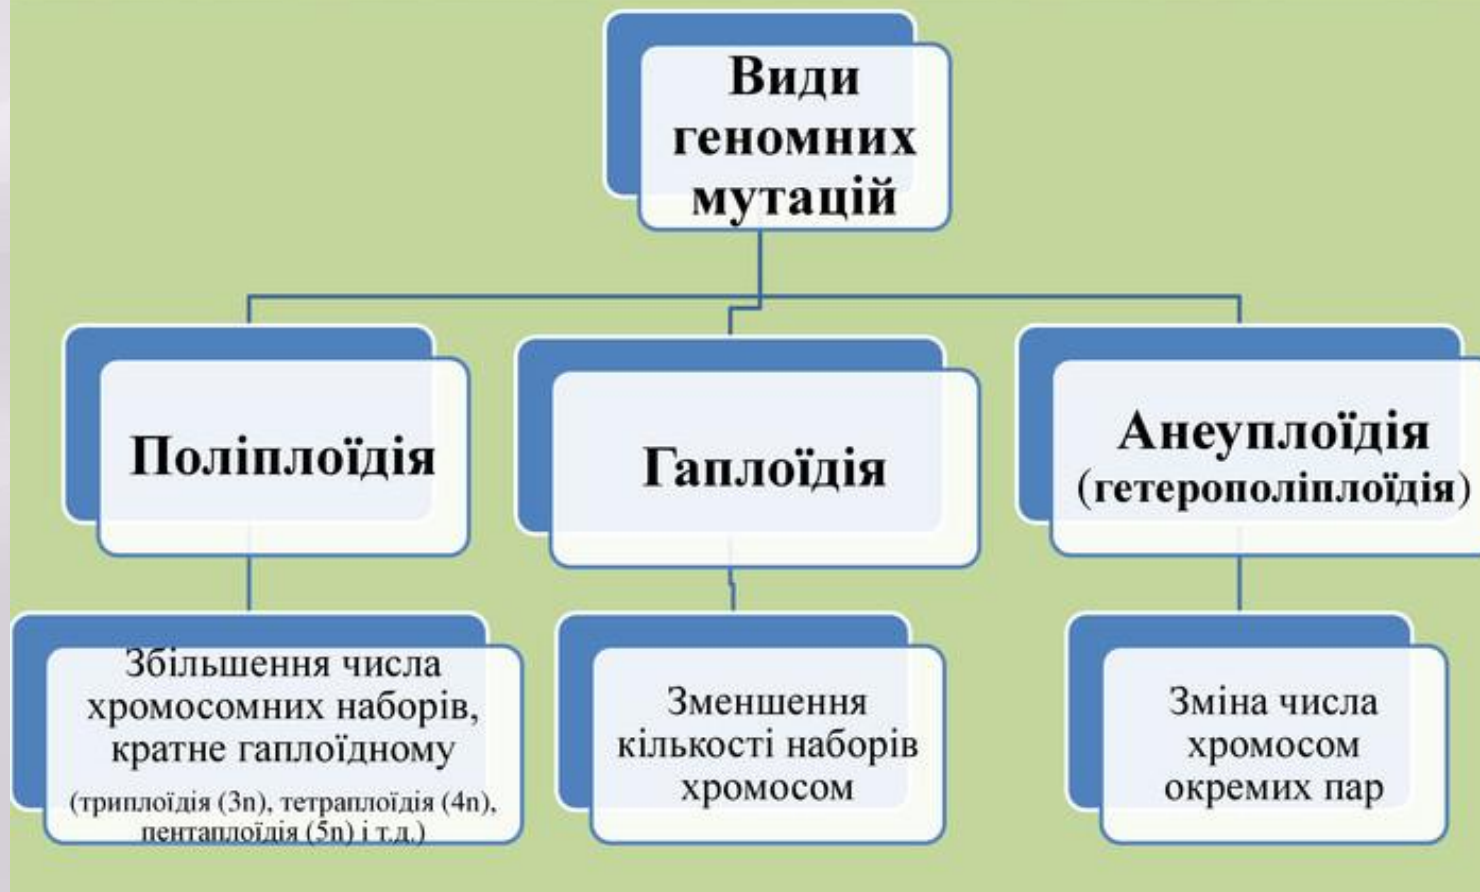 Види
геномних
мутацій
Поліплоїдія
Гаплоїдія
Анеуплоїдія
(гетерополіплоїдія)
Збільшення числа
хромосомних наборів,
кратне гаплоїдному
(триплоїдія (3n), тетраплоїдія (4n),
пентаплоїдія (5n) і т.д.)
Зменшення
кількості наборів
хромосом
Зміна числа
хромосом
окремих пар